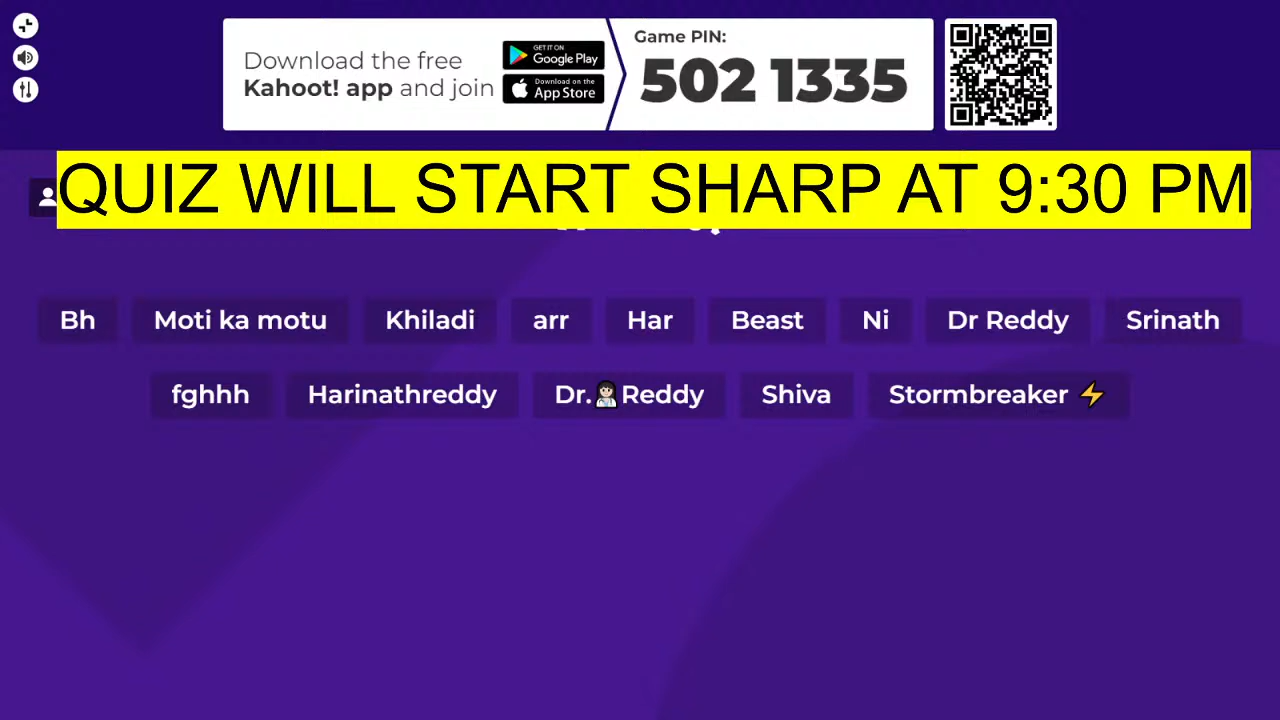 Download the free
Kahoot! app and join
GET IT ON
Google Play
Download on the
App Store
Game PIN:
502 1335
QUIZ WILL START SHARP AT 9:30 PM
Bh Moti ka motu Khiladi arr Har Beast Ni Dr Reddy Srinath
fghhh Harinathreddy Dr.👩🏻‍⚕️Reddy Shiva Stormbreaker ⚡